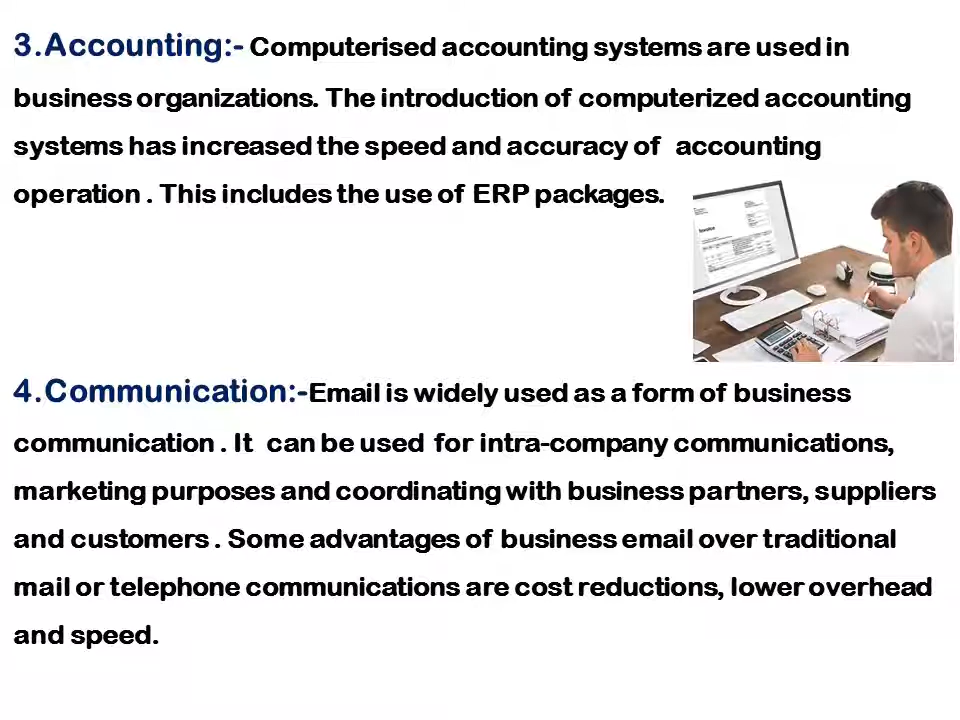 3.Accounting:- Computerised accounting systems are used in
business organizations. The introduction of computerized accounting
systems has increased the speed and accuracy of accounting
operation . This includes the use of ERP packages.
Invoice
4.Communication:-Email is widely used as a form of business
communication . It can be used for intra-company communications,
marketing purposes and coordinating with business partners, suppliers
and customers . Some advantages of business email over traditional
mail or telephone communications are cost reductions, lower overhead
and speed.